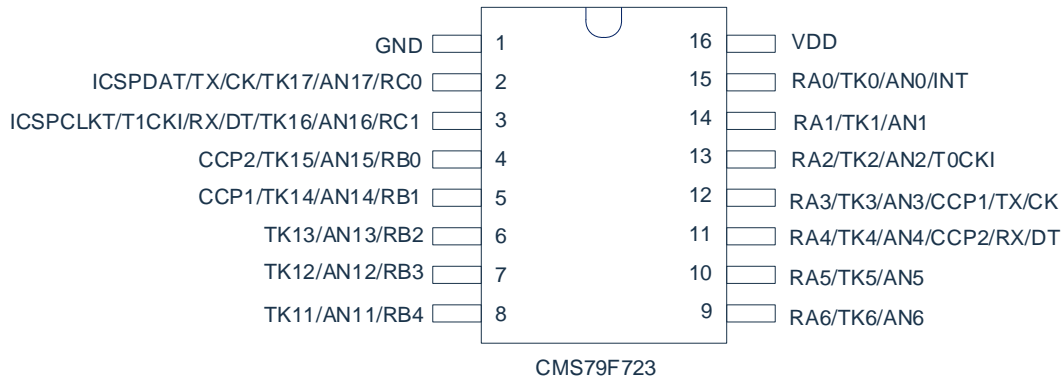 GND 1 16 VDD
ICSPDAT/TX/CK/TK17/AN17/RC0 2 15 RA0/TK0/AN0/INT
ICSPCLKT/T1CKI/RX/DT/TK16/AN16/RC1 3 14 RA1/TK1/AN1
CCP2/TK15/AN15/RB0 4 13 RA2/TK2/AN2/T0CKI
CCP1/TK14/AN14/RB1 5 12 RA3/TK3/AN3/CCP1/TX/CK
TK13/AN13/RB2 6 11 RA4/TK4/AN4/CCP2/RX/DT
TK12/AN12/RB3 7 10 RA5/TK5/AN5
TK11/AN11/RB4 8 9 RA6/TK6/AN6
CMS79F723